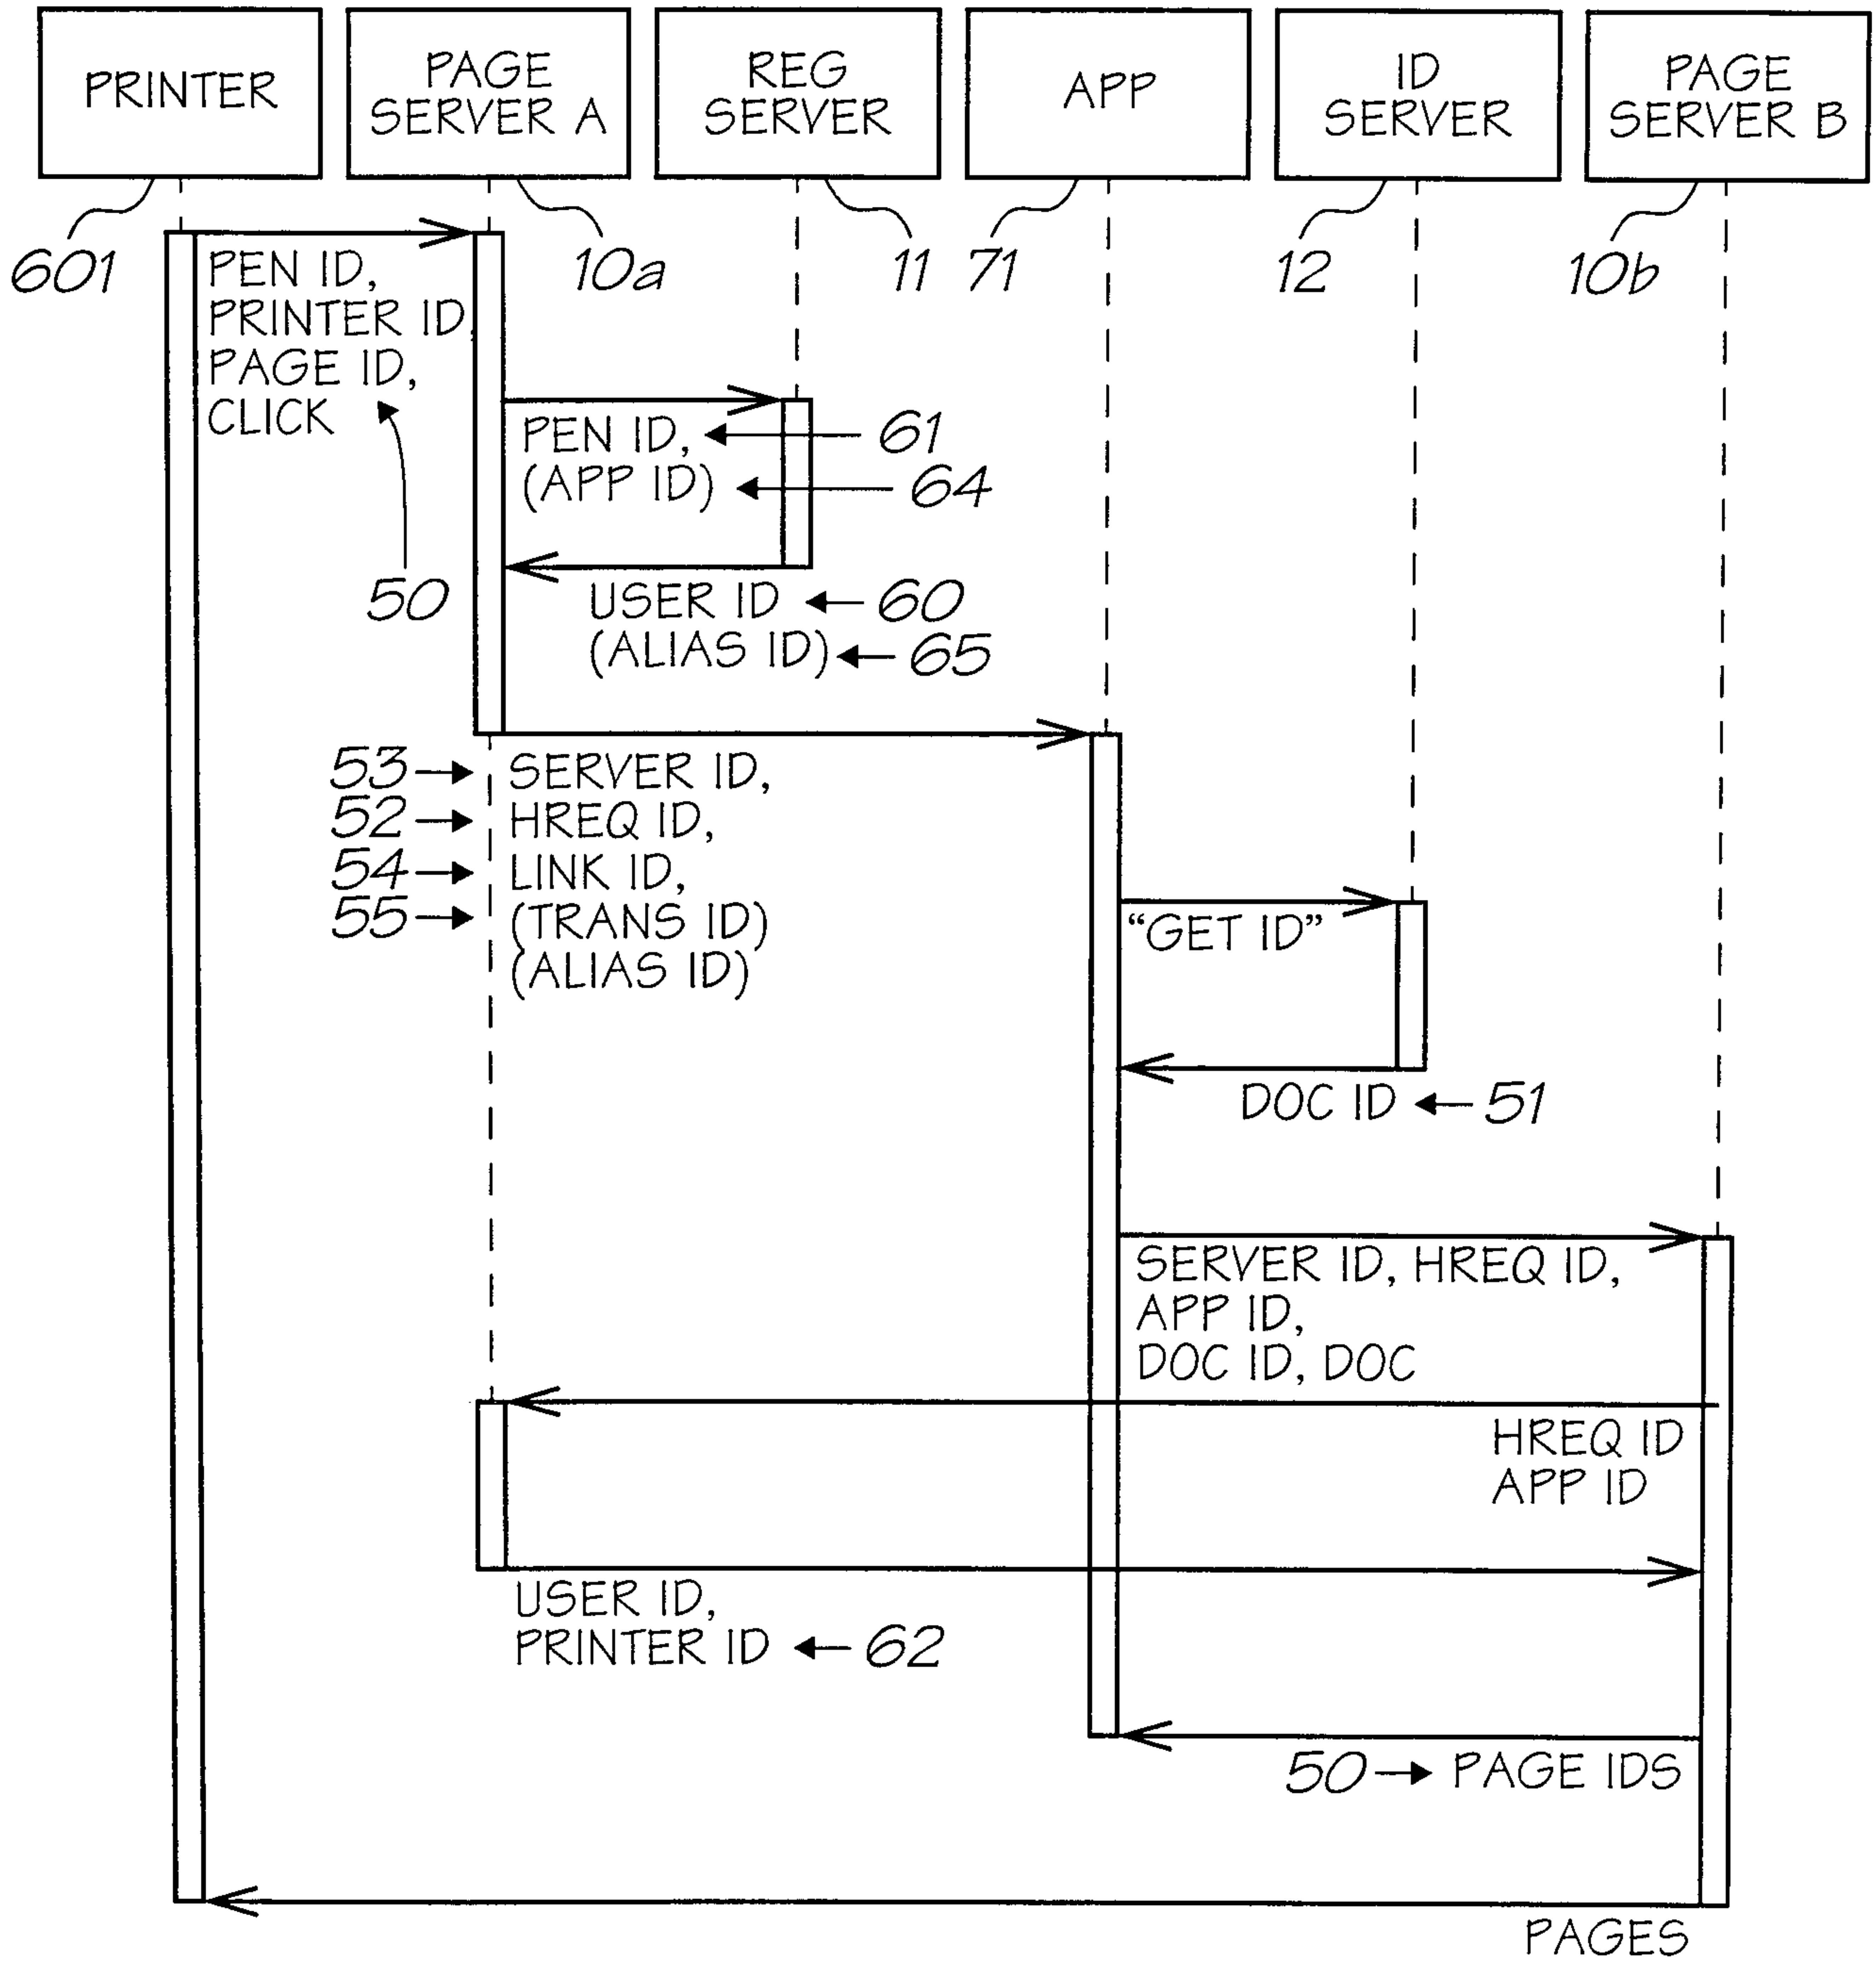 PRINTER
PAGE
SERVER A
REG
SERVER
APP
ID
SERVER
PAGE
SERVER B
601
10a
11
71
12
10b
PEN ID,
PRINTER ID
PAGE ID,
CLICK
50
PEN ID,
61
(APP ID)
64
USER ID
60
(ALIAS ID)
65
53
SERVER ID,
52
HREQ ID,
54
LINK ID,
55
(TRANS ID)
(ALIAS ID)
“GET ID”
DOC ID
51
SERVER ID, HREQ ID,
APP ID,
DOC ID, DOC
HREQ ID
APP ID
USER ID,
PRINTER ID
62
50
PAGE IDS
PAGES